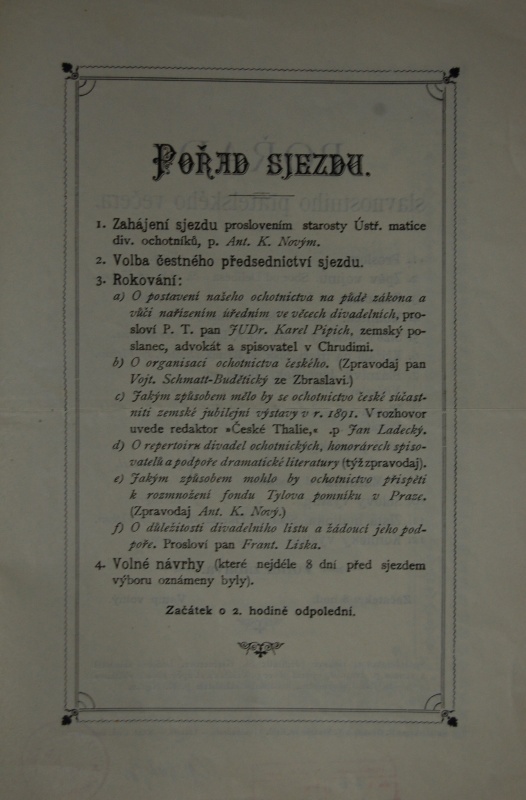 POŘAD SJEZDU.
1. Zahájení sjezdu proslovením starosty Ústř. matice
div. ochotníků, p. Ant. K. Novým.
2. Volba čestného předsednictví sjezdu.
3. Rokování:
a) O postavení našeho ochotnictva na půdě zákona a
vůči nařízením úředním ve věcech divadelních, pro-
sloví P. T. pan JUDr. Karel Pipich, zemský po-
slanec, advokát a spisovatel v Chrudimi.
b) O organisaci ochotnictva českého. (Zpravodaj pan
Vojt. Schmatt-Budětický ze Zbraslavi.)
c) Jakým způsobem mělo by se ochotnictvo české súčast-
niti zemské jubilejní výstavy v r. 1891. V rozhovor
uvede redaktor »České Thalie,« .p Jan Ladecký.
d) O repertoiru divadel ochotnických, honorárech spiso-
vatelů a podpoře dramatické literatury (týž zpravodaj).
e) Jakým způsobem mohlo by ochotnictvo přispěti
k rozmnožení fondu Tylova pomníku v Praze.
(Zpravodaj Ant. K. Nový.)
f) O důležitosti divadelního listu a žádoucí jeho pod-
poře. Prosloví pan Frant. Liska.
4. Volné návrhy (které nejdéle 8 dní před sjezdem
výboru oznámeny byly).
Začátek o 2. hodině odpolední.